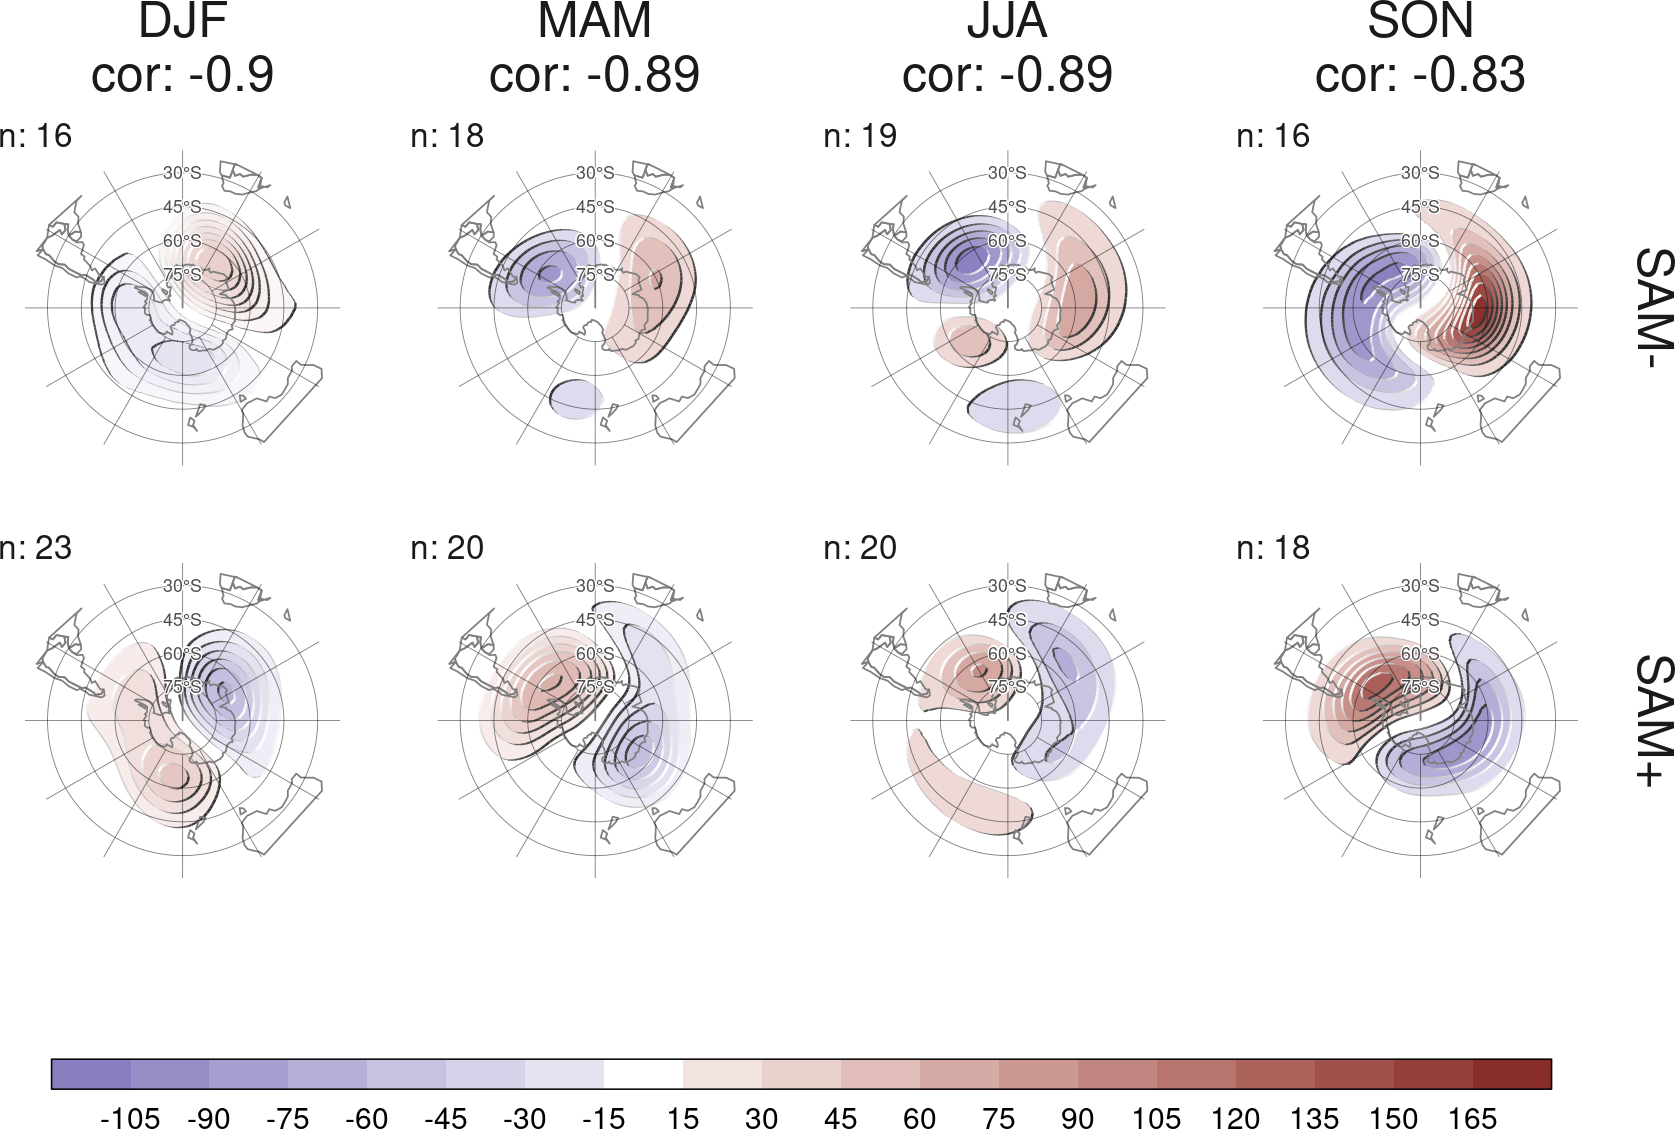 DJF MAM JJA SON
cor: -0.9 cor: -0.89 cor: -0.89 cor: -0.83
n: 16 n: 18 n: 19 n: 16
30°S 30°S 30°S 30°S
45°S 45°S 45°S 45°S
60°S 60°S 60°S 60°S
75°S 75°S 75°S 75°S
SAM-
n: 23 n: 20 n: 20 n: 18
30°S 30°S 30°S 30°S
45°S 45°S 45°S 45°S
60°S 60°S 60°S 60°S
75°S 75°S 75°S 75°S
SAM+
-105 -90 -75 -60 -45 -30 -15 15 30 45 60 75 90 105 120 135 150 165